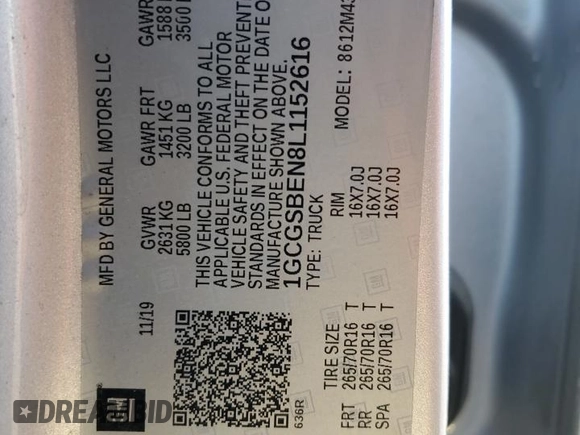 MFD BY GENERAL MOTORS LLC
11/19
GVWR GAWR FRT GAWR
2631KG 1451 KG 1588
5800 LB 3200 LB 3500
THIS VEHICLE CONFORMS TO ALL
APPLICABLE U.S. FEDERAL MOTOR
VEHICLE SAFETY AND THEFT PREVENT
STANDARDS IN EFFECT ON THE DATE O
MANUFACTURE SHOWN ABOVE.
1GCGSBEN8L1152616
TYPE: TRUCK MODEL: 8612M43
GM
636R
TIRE SIZE RIM
FRT 265/70R16 T 16X7.0J
RR 265/70R16 T 16X7.0J
SPA 265/70R16 T 16X7.0J
DREAMBID